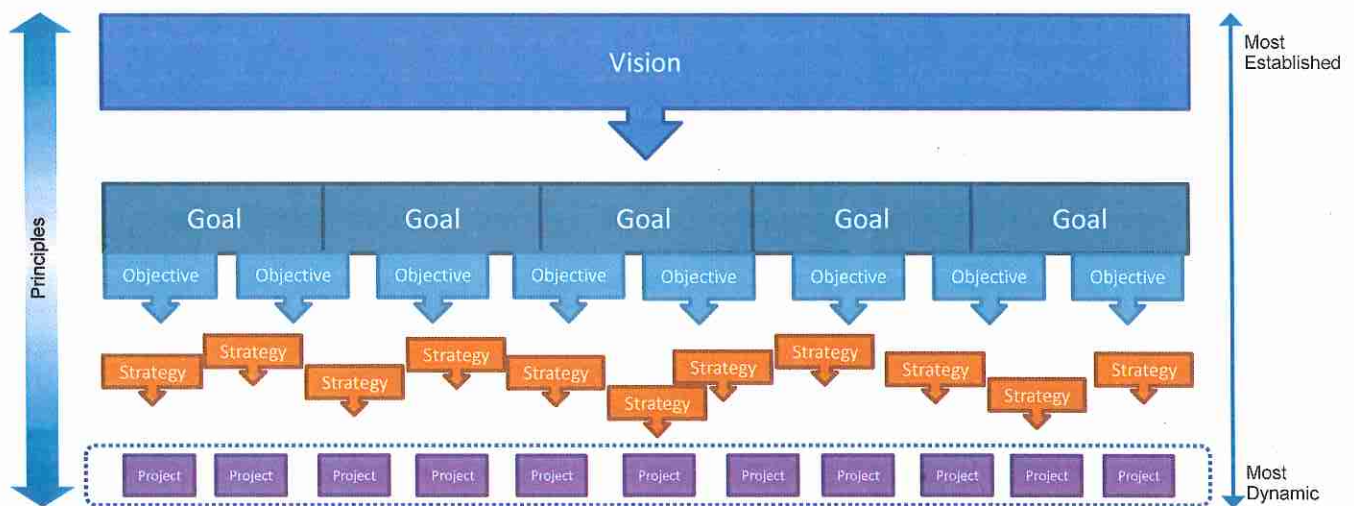 Vision
Most
Established
Principles
Goal Goal Goal Goal Goal
Objective Objective Objective Objective Objective Objective Objective Objective
Strategy Strategy Strategy Strategy Strategy Strategy Strategy Strategy Strategy Strategy Strategy
Project Project Project Project Project Project Project Project Project Project Project
Most
Dynamic